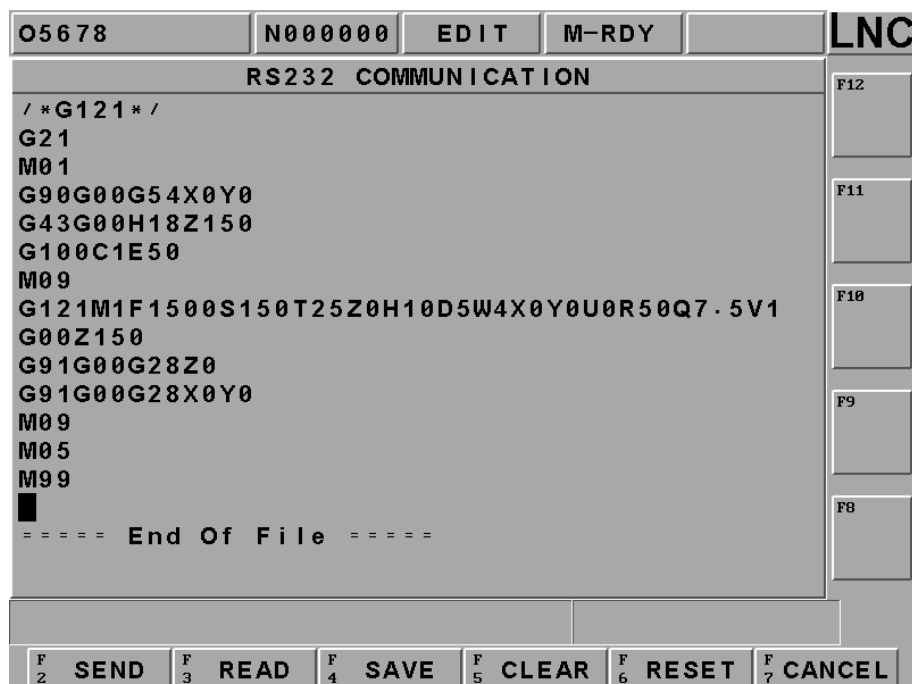 O5678 N000000 EDIT M-RDY LNC
RS232 COMMUNICATION
/*G121*/
G21
M01
G90G00G54X0Y0
G43G00H18Z150
G100C1E50
M09
G121M1F1500S150T25Z0H10D5W4X0Y0U0R50Q7.5V1
G00Z150
G91G00G28Z0
G91G00G28X0Y0
M09
M05
M99
===== End Of File =====
F12
F11
F10
F9
F8
F2 SEND F3 READ F4 SAVE F5 CLEAR F6 RESET F7 CANCEL